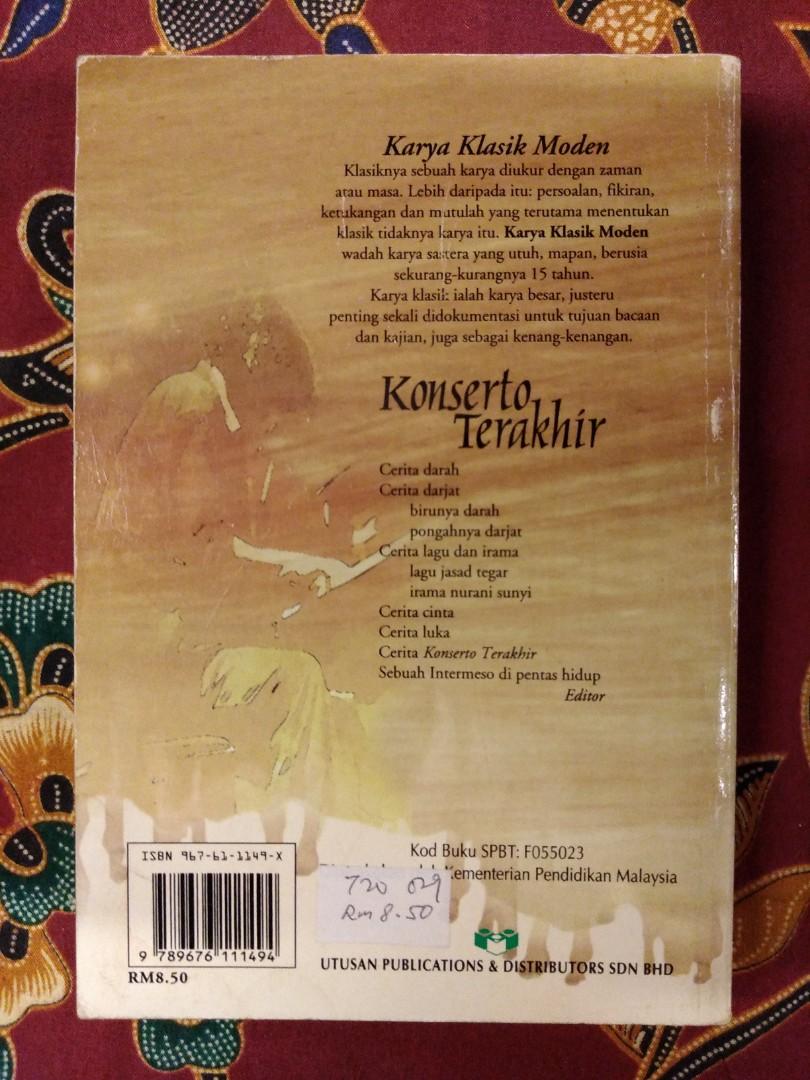 Karya Klasik Moden
Klasiknya sebuah karya diukur dengan zaman
atau masa. Lebih daripada itu: persoalan, fikiran,
ketukangan dan mutulah yang terutama menentukan
klasik tidaknya karya itu. Karya Klasik Moden
wadah karya sastera yang utuh, mapan, berusia
sekurang-kurangnya 15 tahun.
Karya klasik ialah karya besar, justeru
penting sekali didokumentasi untuk tujuan bacaan
dan kajian, juga sebagai kenang-kenangan.
Konserto
Terakhir
Cerita darah
Cerita darjat
birunya darah
pongahnya darjat
Cerita lagu dan irama
lagu jasad tegar
irama nurani sunyi
Cerita cinta
Cerita luka
Cerita Konserto Terakhir
Sebuah Intermeso di pentas hidup
Editor
Kod Buku SPBT: F055023
Kementerian Pendidikan Malaysia
ISBN 967-61-1149-X
9 789676 111494
RM8.50
T20 029
RM 8.50
UTUSAN PUBLICATIONS & DISTRIBUTORS SDN BHD